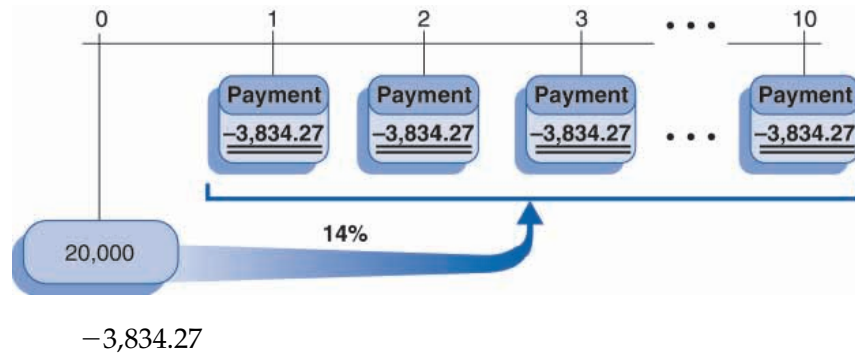 0 1 2 3 • • • 10
Payment Payment Payment Payment
−3,834.27 −3,834.27 −3,834.27 • • • −3,834.27
14%
20,000
−3,834.27